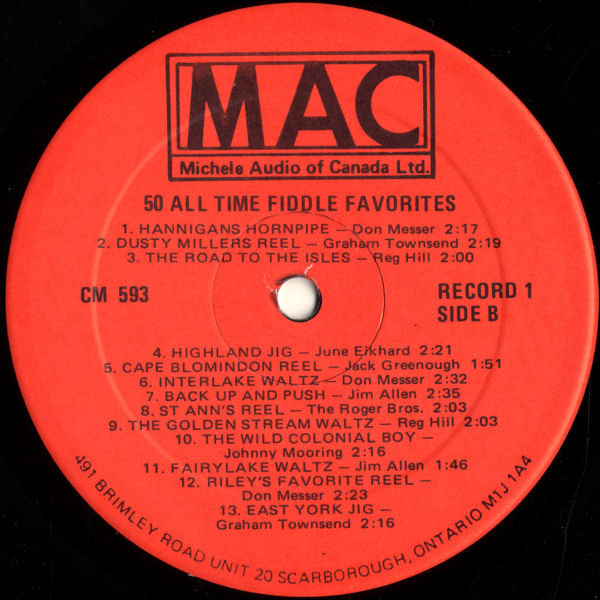 MAC
Michele Audio of Canada Ltd.
50 ALL TIME FIDDLE FAVORITES
1. HANNIGANS HORNPIPE – Don Messer 2:17
2. DUSTY MILLERS REEL – Graham Townsend 2:19
3. THE ROAD TO THE ISLES – Reg Hill 2:00
CM 593
RECORD 1
SIDE B
4. HIGHLAND JIG – June Eikhard 2:21
5. CAPE BLOMINDON REEL – Jack Greenough 1:51
6. INTERLAKE WALTZ – Don Messer 2:32
7. BACK UP AND PUSH – Jim Allen 2:35
8. ST ANN'S REEL – The Roger Bros. 2:03
9. THE GOLDEN STREAM WALTZ – Reg Hill 2:03
10. THE WILD COLONIAL BOY –
Johnny Mooring 2:16
11. FAIRYLAKE WALTZ – Jim Allen 1:46
12. RILEY'S FAVORITE REEL –
Don Messer 2:23
13. EAST YORK JIG –
Graham Townsend 2:16
491 BRIMLEY ROAD UNIT 20 SCARBOROUGH, ONTARIO M1J 1A4